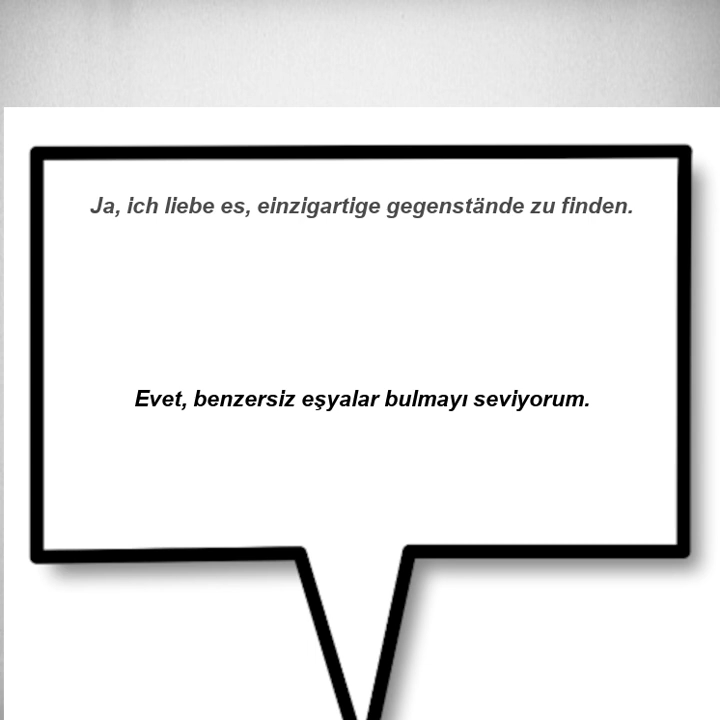 Ja, ich liebe es, einzigartige gegenstände zu finden.
Evet, benzersiz eşyalar bulmayı seviyorum.